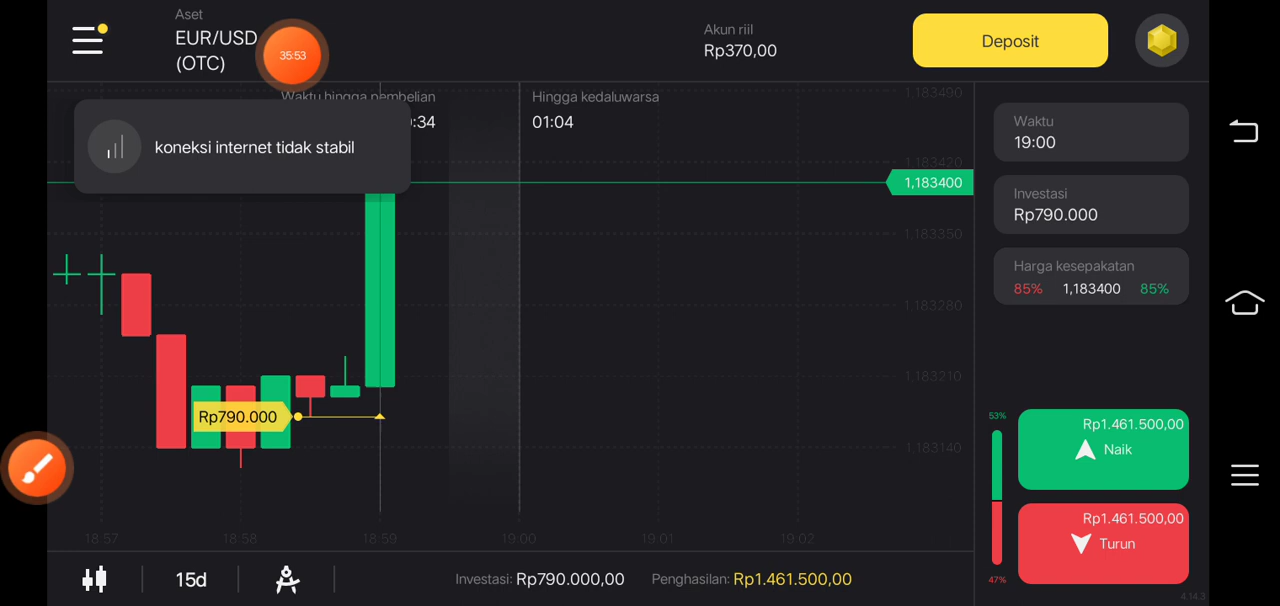 Aset
EUR/USD
(OTC)
35:53
Akun riil
Rp370,00
Deposit
Waktu hingga pembelian
:34
Hingga kedaluwarsa
01:04
koneksi internet tidak stabil
1,183490
1,183420
1,183400
1,183350
1,183280
1,183210
1,183140
Rp790.000
18:57
18:58
18:59
19:00
19:01
19:02
Waktu
19:00
Investasi
Rp790.000
Harga kesepakatan
85% 1,183400 85%
53%
Rp1.461.500,00
Naik
Rp1.461.500,00
Turun
47%
15d
Investasi: Rp790.000,00
Penghasilan: Rp1.461.500,00
4.14.3